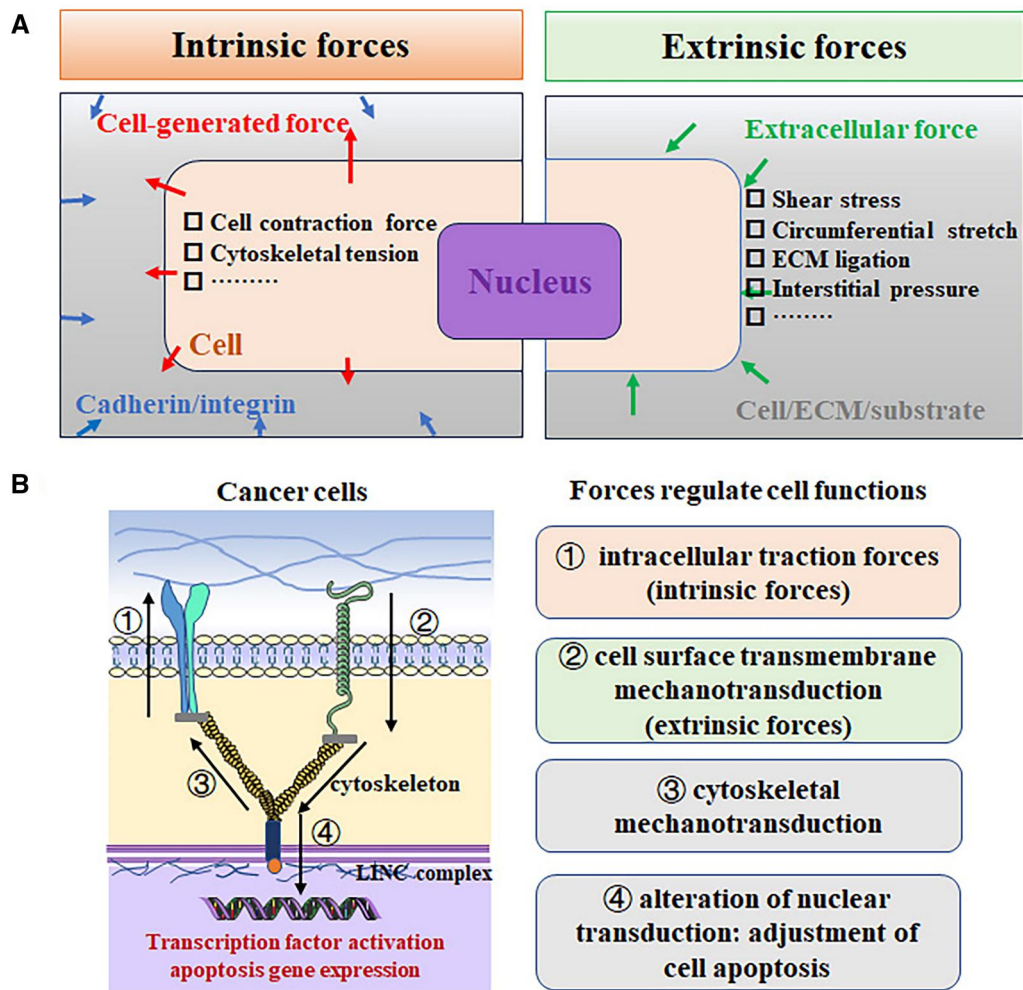 A
Intrinsic forces
Extrinsic forces
Cell-generated force
□ Cell contraction force
□ Cytoskeletal tension
□ ·········
Cell
Cadherin/integrin
Nucleus
Extracellular force
□ Shear stress
□ Circumferential stretch
□ ECM ligation
□ Interstitial pressure
□ ········
Cell/ECM/substrate
B
Cancer cells
①
②
③
cytoskeleton
④
LINC complex
Transcription factor activation
apoptosis gene expression
Forces regulate cell functions
① intracellular traction forces
(intrinsic forces)
② cell surface transmembrane
mechanotransduction
(extrinsic forces)
③ cytoskeletal
mechanotransduction
④ alteration of nuclear
transduction: adjustment of
cell apoptosis